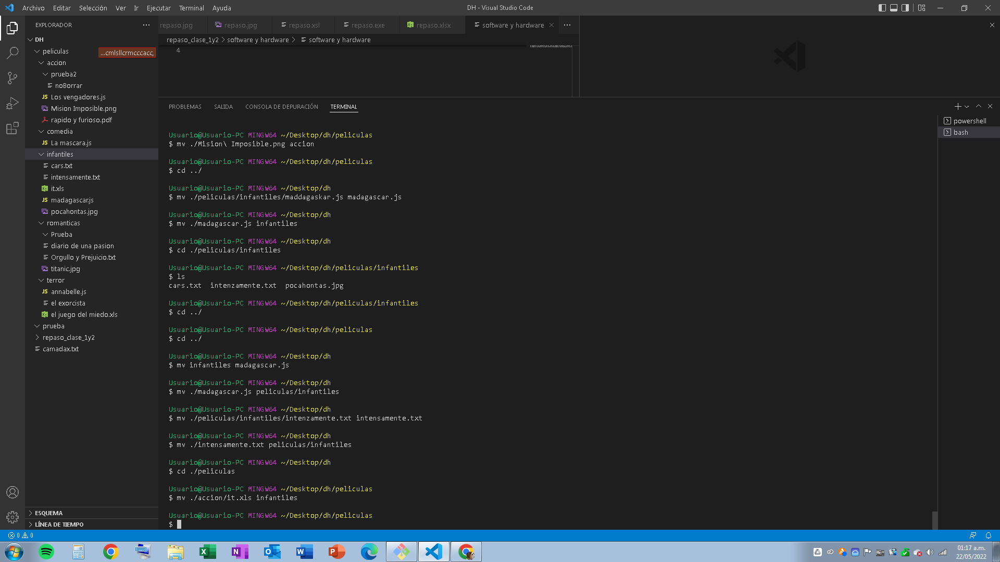 Archivo Editar Selección Ver Ir Ejecutar Terminal Ayuda
DH - Visual Studio Code
EXPLORADOR
repaso.jpg repaso.jpg repaso.xsl repaso.exe repaso.xlsx software y hardware
repaso_clase_1y2 > software y hardware > software y hardware
4
DH
peliculas
...cmlsllcrmcccacc,
accion
prueba2
noBorrar
JS Los vengadores.js
Mision Imposible.png
rapido y furioso.pdf
comedia
JS La mascara.js
infantiles
cars.txt
intensamente.txt
it.xls
JS madagascar.js
pocahontas.jpg
romanticas
Prueba
diario de una pasion
Orgullo y Prejuicio.txt
titanic.jpg
terror
JS annabelle.js
el exorcista
el juego del miedo.xls
prueba
repaso_clase_1y2
camadax.txt
ESQUEMA
LÍNEA DE TIEMPO
PROBLEMAS SALIDA CONSOLA DE DEPURACIÓN TERMINAL
powershell
bash
Usuario@Usuario-PC MINGW64 ~/Desktop/dh/peliculas
$ mv ./Mision\ Imposible.png accion
Usuario@Usuario-PC MINGW64 ~/Desktop/dh/peliculas
$ cd ../
Usuario@Usuario-PC MINGW64 ~/Desktop/dh
$ mv ./peliculas/infantiles/maddagaskar.js madagascar.js
Usuario@Usuario-PC MINGW64 ~/Desktop/dh
$ mv ./madagascar.js infantiles
Usuario@Usuario-PC MINGW64 ~/Desktop/dh
$ cd ./peliculas/infantiles
Usuario@Usuario-PC MINGW64 ~/Desktop/dh/peliculas/infantiles
$ ls
cars.txt intenzamente.txt pocahontas.jpg
Usuario@Usuario-PC MINGW64 ~/Desktop/dh/peliculas/infantiles
$ cd ../
Usuario@Usuario-PC MINGW64 ~/Desktop/dh/peliculas
$ cd ../
Usuario@Usuario-PC MINGW64 ~/Desktop/dh
$ mv infantiles madagascar.js
Usuario@Usuario-PC MINGW64 ~/Desktop/dh
$ mv ./madagascar.js peliculas/infantiles
Usuario@Usuario-PC MINGW64 ~/Desktop/dh
$ mv ./peliculas/infantiles/intenzamente.txt intensamente.txt
Usuario@Usuario-PC MINGW64 ~/Desktop/dh
$ mv ./intensamente.txt peliculas/infantiles
Usuario@Usuario-PC MINGW64 ~/Desktop/dh
$ cd ./peliculas
Usuario@Usuario-PC MINGW64 ~/Desktop/dh/peliculas
$ mv ./accion/it.xls infantiles
Usuario@Usuario-PC MINGW64 ~/Desktop/dh/peliculas
$
0 0
01:17 a.m.
22/05/2022